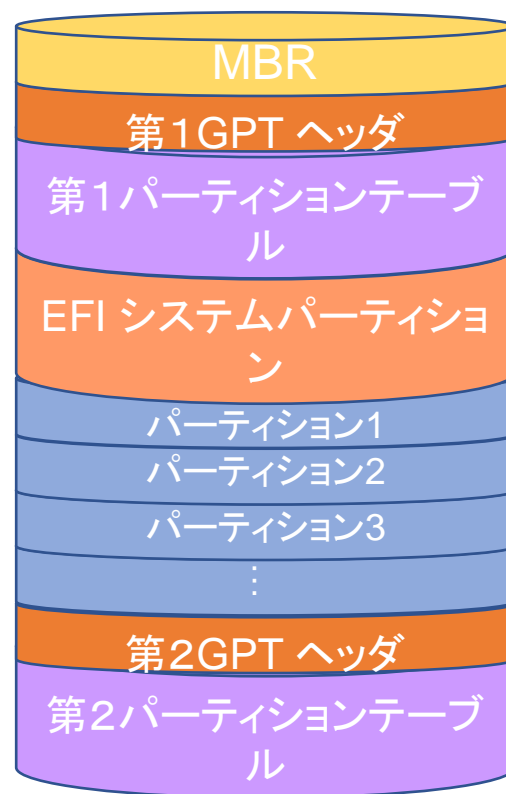 MBR
第１GPT ヘッダ
第１パーティションテーブ
ル
EFI システムパーティショ
ン
パーティション1
パーティション2
パーティション3
⋮
第２GPT ヘッダ
第２パーティションテーブ
ル